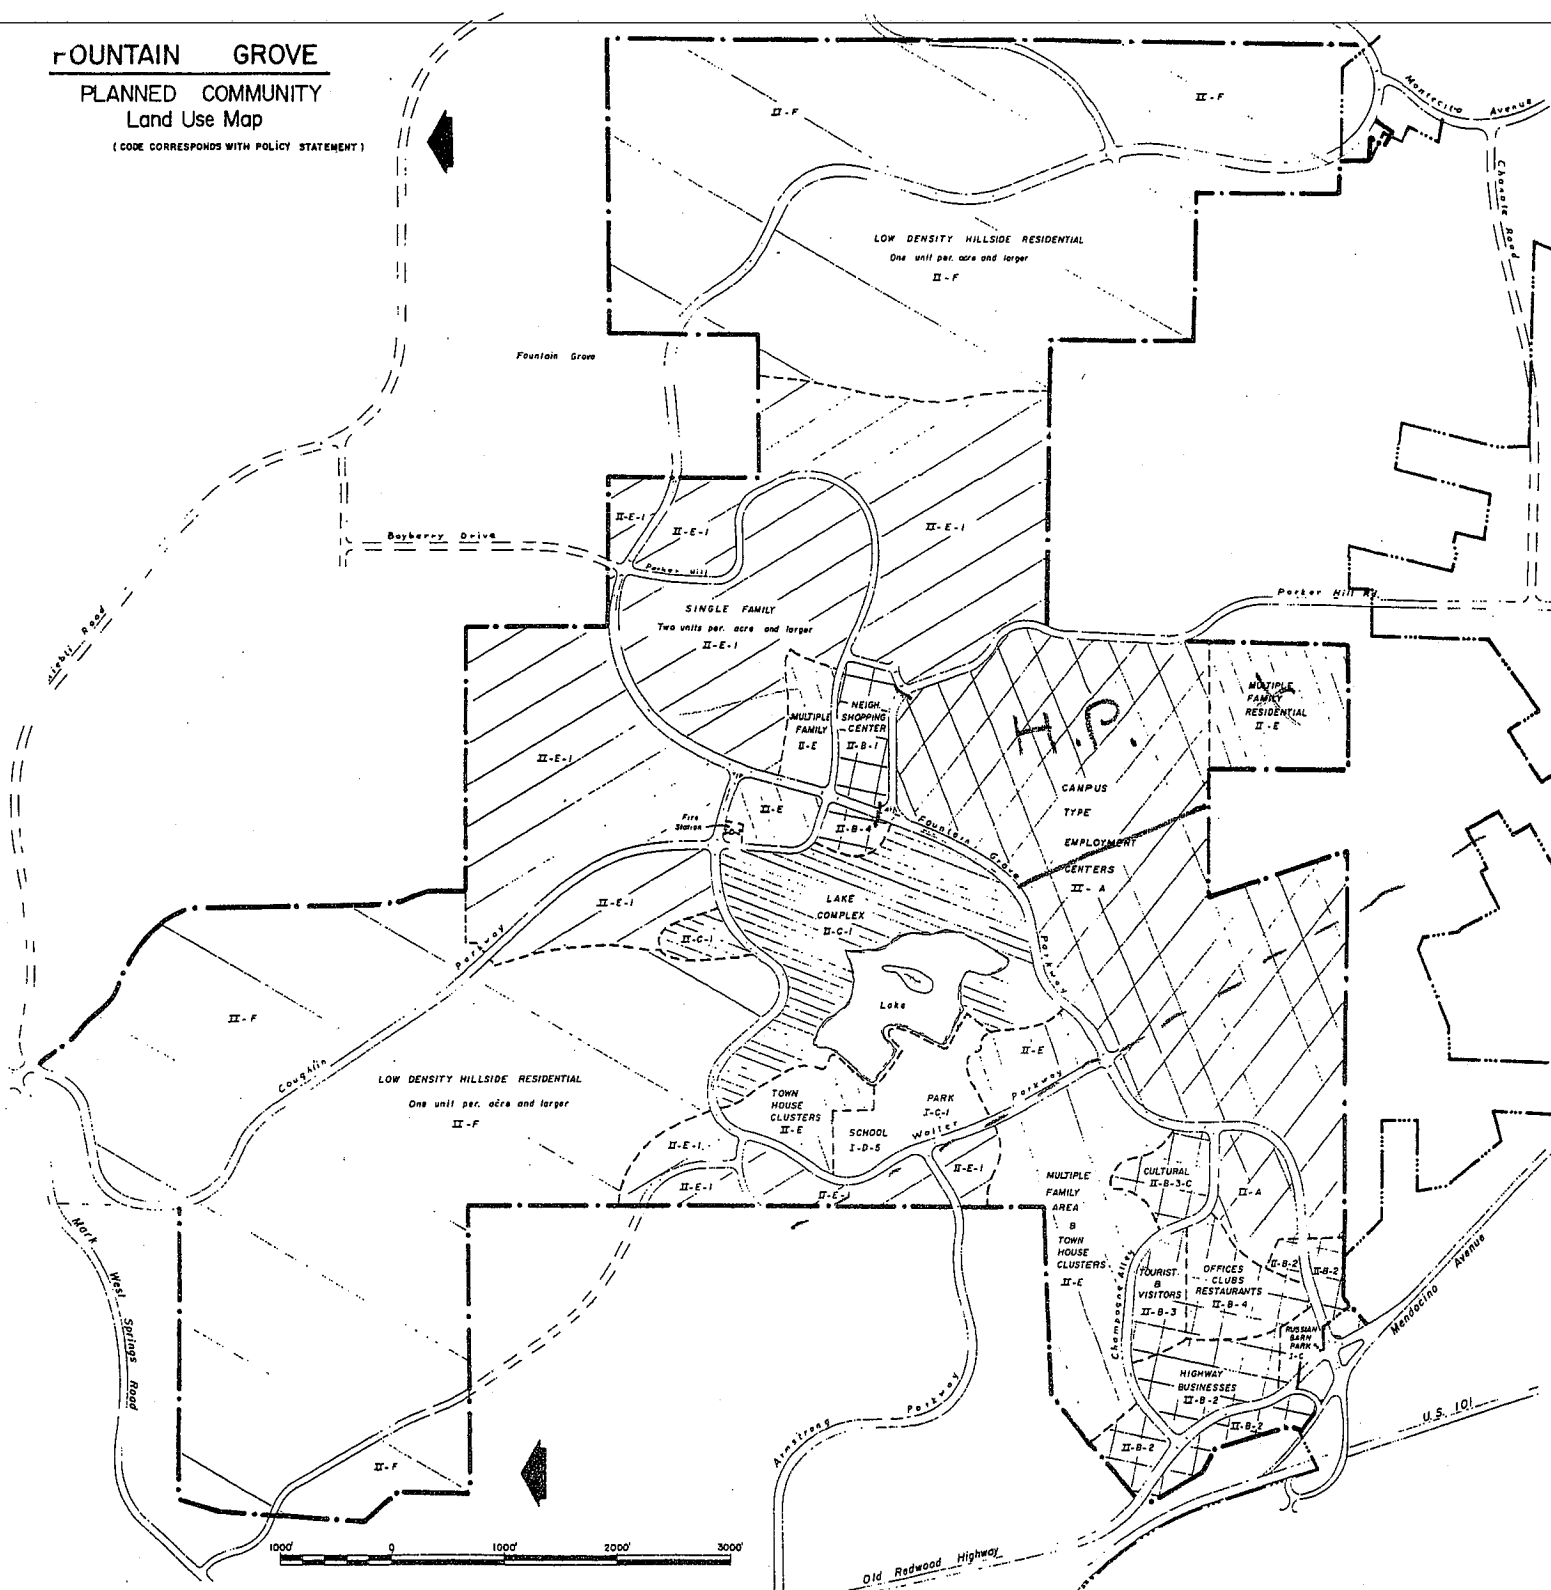 FOUNTAIN GROVE
PLANNED COMMUNITY
Land Use Map
( CODE CORRESPONDS WITH POLICY STATEMENT )
Montecito Avenue
Chanate Road
II-F
II-F
LOW DENSITY HILLSIDE RESIDENTIAL
One unit per. acre and larger
II-F
Fountain Grove
II-E-1
II-E-1
II-E-1
Bayberry Drive
Parker Hill
Parker Hill Rd.
SINGLE FAMILY
Two units per. acre and larger
II-E-1
Road
MULTIPLE
FAMILY
II-E
NEIGH.
SHOPPING
CENTER
II-B-1
H.P.
MULTIPLE
FAMILY
RESIDENTIAL
II-E
II-E-1
CAMPUS
TYPE
EMPLOYMENT
CENTERS
II-A
II-E
Fire
Station
II-B-4
Fountain Grove Parkway
LAKE
COMPLEX
II-C-1
II-E-1
II-C-1
Lake
II-F
Coughlin Parkway
LOW DENSITY HILLSIDE RESIDENTIAL
One unit per. acre and larger
II-F
II-E
TOWN
HOUSE
CLUSTERS
II-E
PARK
I-C-1
SCHOOL
I-D-5
Walter Parkway
II-E-1
II-E-1
II-E-1
II-E-1
MULTIPLE
FAMILY
AREA
&
TOWN
HOUSE
CLUSTERS
II-E
CULTURAL
II-B-3-C
II-A
Champagne Alley
TOURIST
&
VISITORS
II-B-3
OFFICES
CLUBS
RESTAURANTS
II-B-4
II-B-2
II-B-2
RUSSIAN
BARN
PARK
I-C
HIGHWAY
BUSINESSES
II-B-2
II-B-2
II-B-2
Mendocino Avenue
U.S. 101
Mark West Springs Road
Armstrong Parkway
II-F
Old Redwood Highway
1000' 0 1000' 2000' 3000'